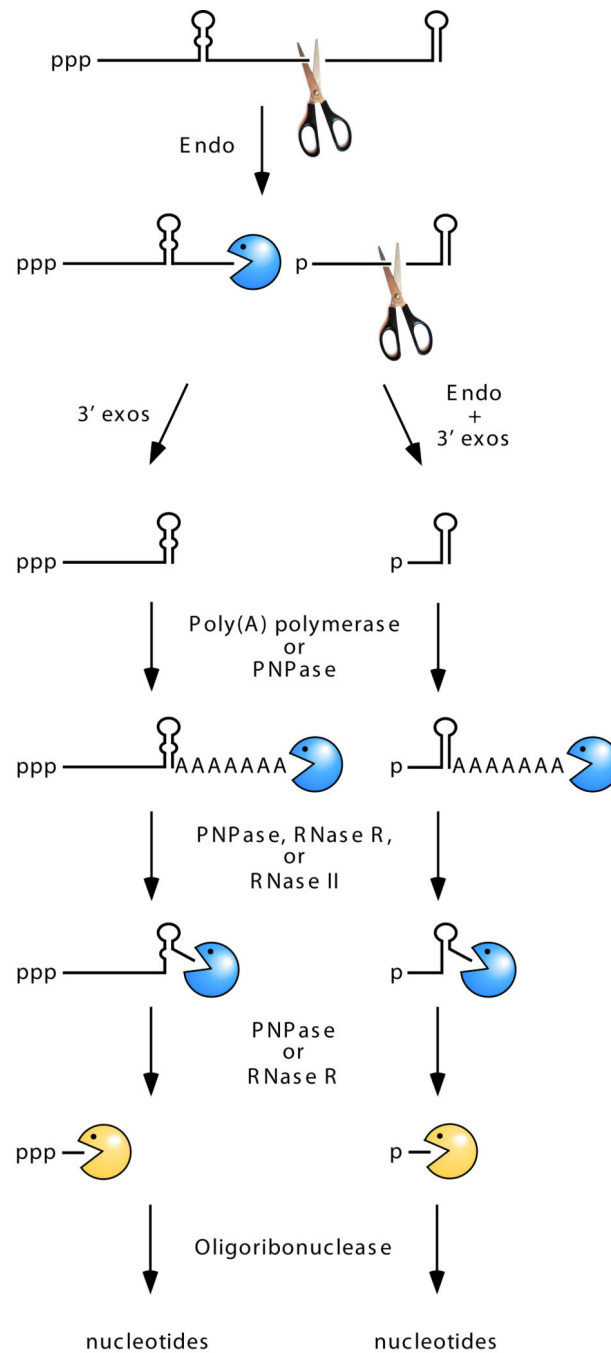 ppp
Endo
ppp
p
3' exos
Endo
+
3' exos
ppp
p
Poly(A) polymerase
or
PNPase
ppp
AAAAAAA
p
AAAAAAA
PNPase, RNase R,
or
RNase II
ppp
p
PNPase
or
RNase R
ppp
p
Oligoribonuclease
nucleotides
nucleotides